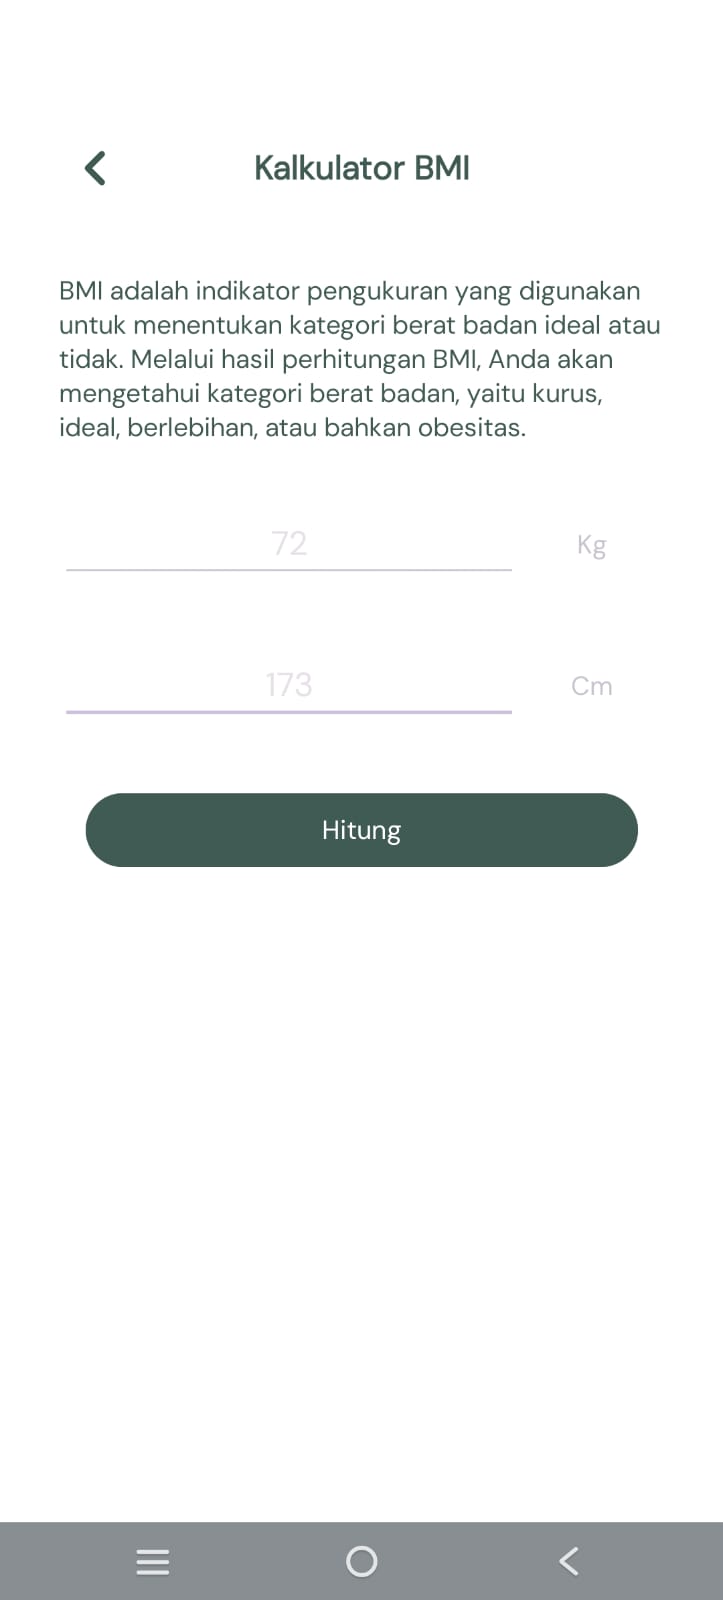 Kalkulator BMI
BMI adalah indikator pengukuran yang digunakan
untuk menentukan kategori berat badan ideal atau
tidak. Melalui hasil perhitungan BMI, Anda akan
mengetahui kategori berat badan, yaitu kurus,
ideal, berlebihan, atau bahkan obesitas.
72 Kg
173 Cm
Hitung